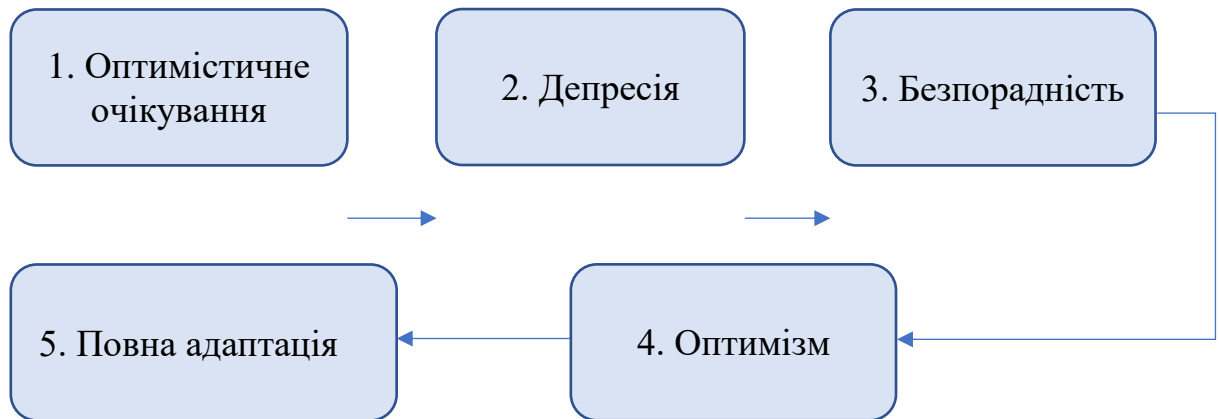 1. Оптимістичне
очікування
2. Депресія
3. Безпорадність
4. Оптимізм
5. Повна адаптація